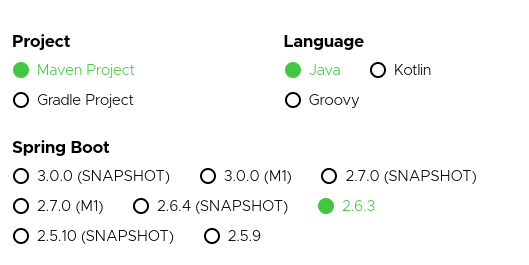 Project
Maven Project
Gradle Project
Language
Java Kotlin
Groovy
Spring Boot
3.0.0 (SNAPSHOT) 3.0.0 (M1) 2.7.0 (SNAPSHOT)
2.7.0 (M1) 2.6.4 (SNAPSHOT) 2.6.3
2.5.10 (SNAPSHOT) 2.5.9